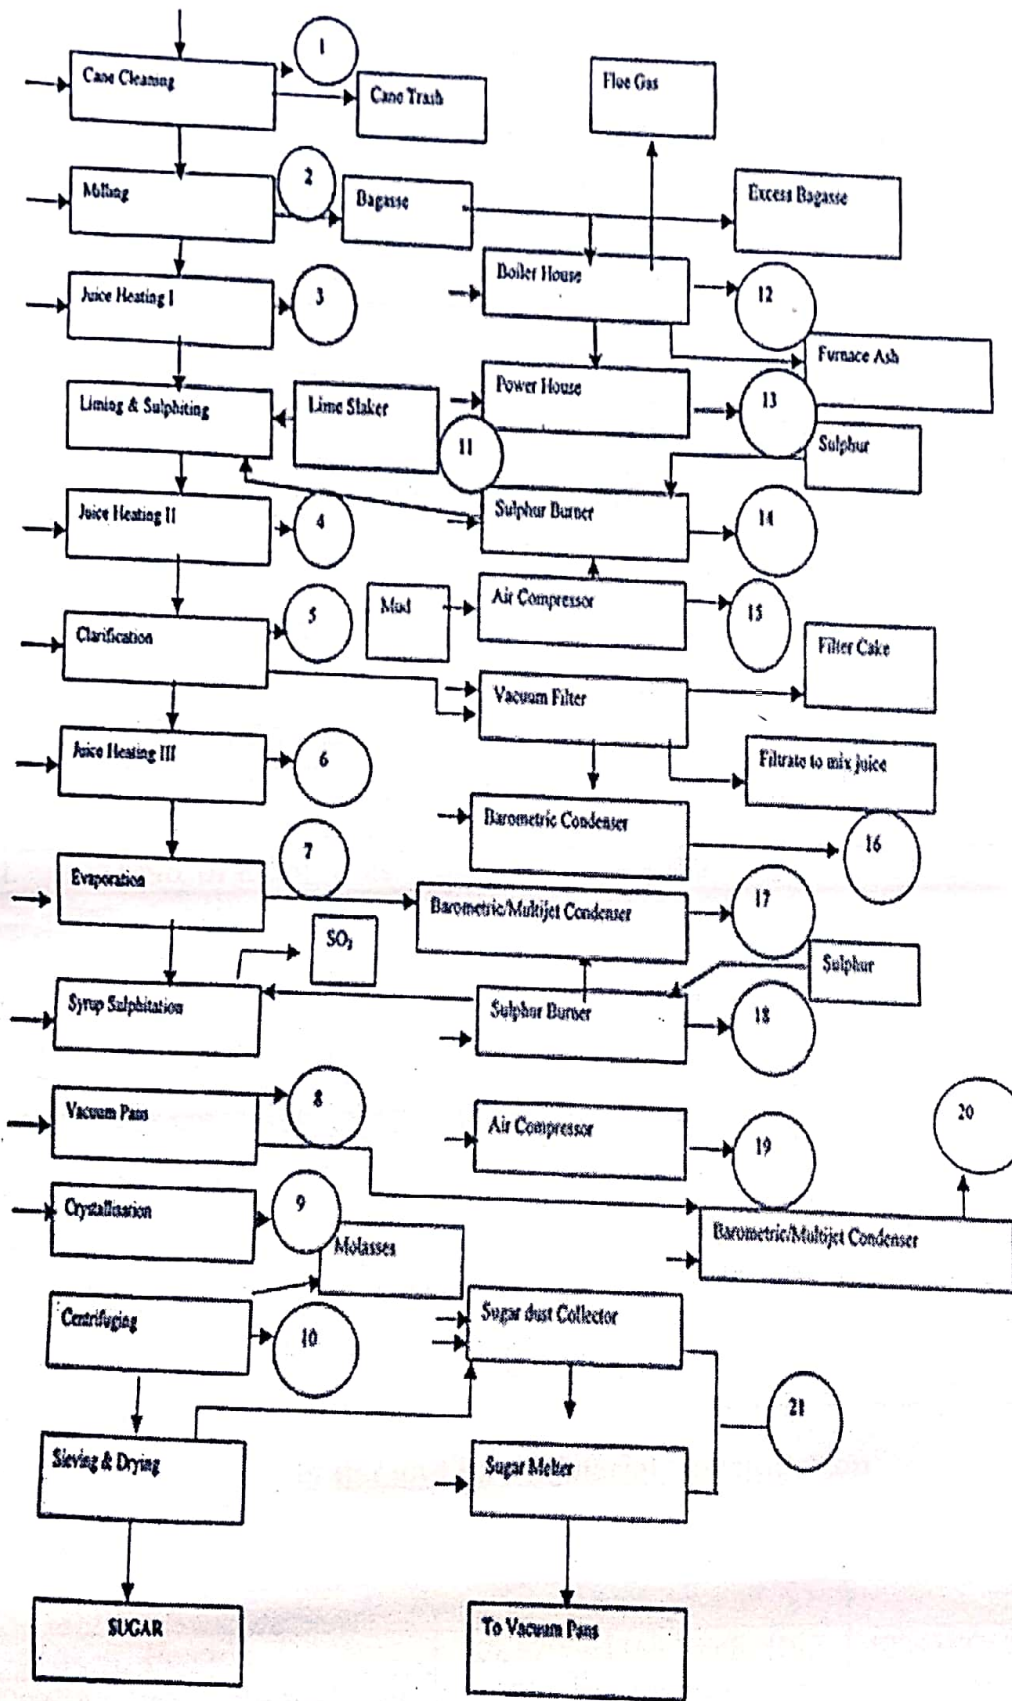 1
Cane Cleaning
Cane Trash
Flue Gas
2
Milling
Bagasse
Excess Bagasse
Boiler House
12
Juice Heating I
3
Furnace Ash
Power House
13
Liming & Sulphiting
Lime Slaker
11
Sulphur
Juice Heating II
4
Sulphur Burner
14
5
Mud
Air Compressor
15
Clarification
Filter Cake
Vacuum Filter
Juice Heating III
6
Filtrate to mix juice
Barometric Condenser
16
7
Evaporation
Barometric/Multijet Condenser
17
SO₂
Sulphur
Syrup Sulphitation
Sulphur Burner
18
Vacuum Pans
8
Air Compressor
19
20
Crystallisation
9
Molasses
Barometric/Multijet Condenser
Centrifuging
10
Sugar dust Collector
21
Sieving & Drying
Sugar Melter
SUGAR
To Vacuum Pans